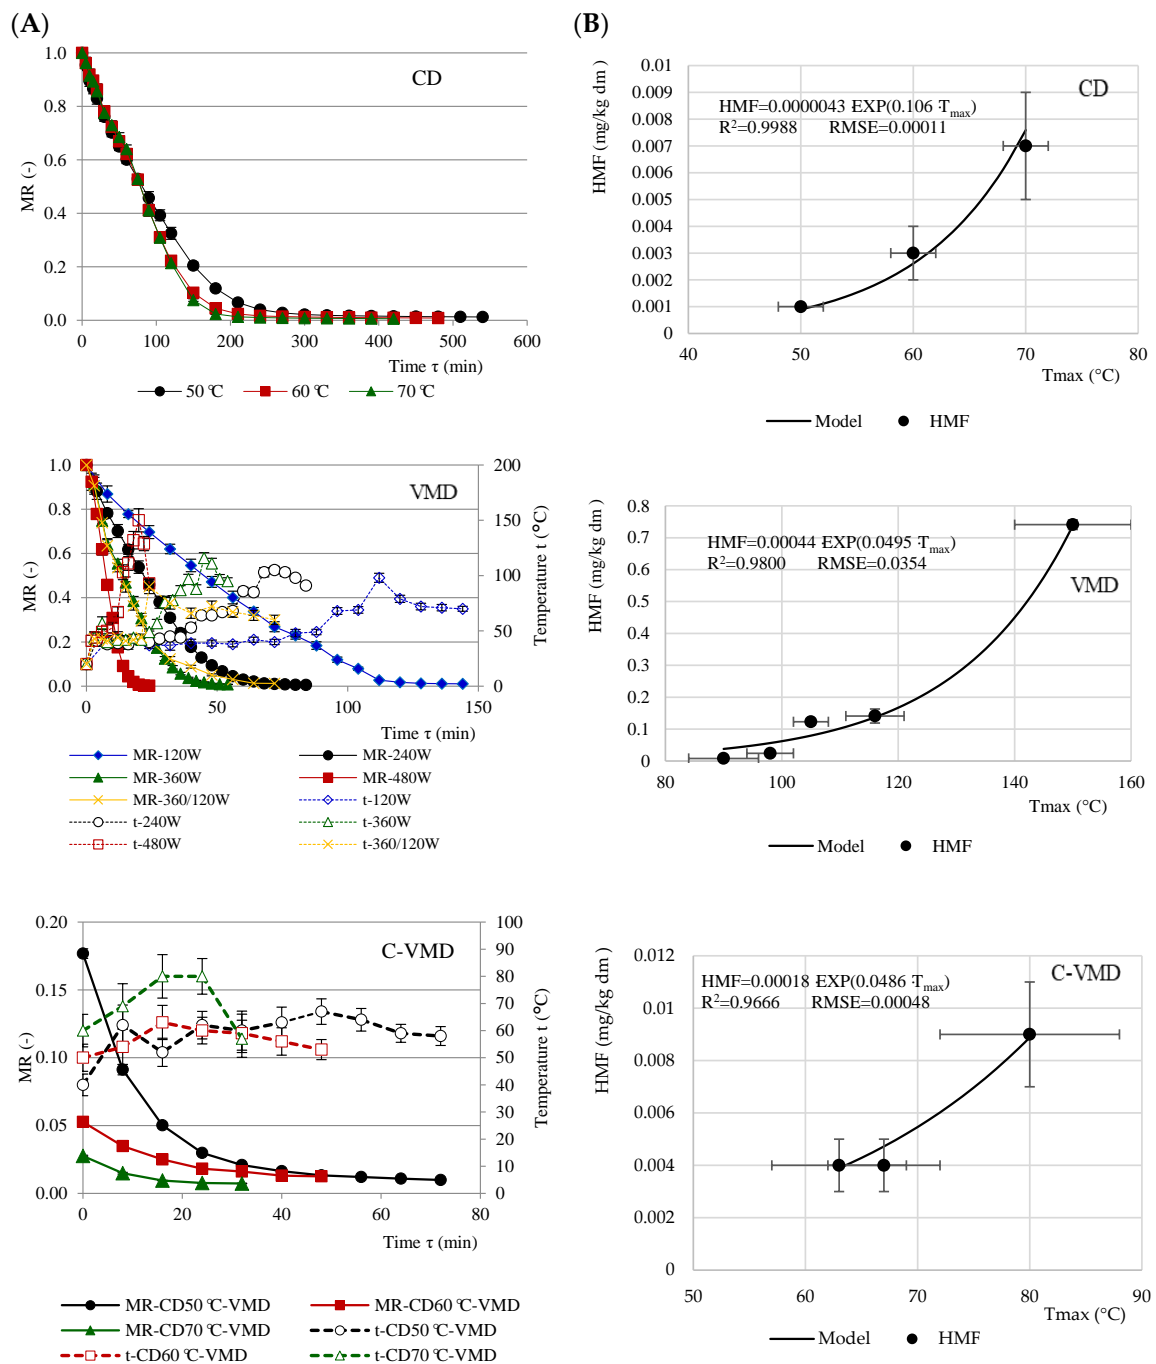 (A)
1.0
0.8
0.6
0.4
0.2
0.0
MR (-)
CD
0
100
200
300
400
500
600
Time τ (min)
50 °C
60 °C
70 °C
(B)
0.01
0.009
0.008
0.007
0.006
0.005
0.004
0.003
0.002
0.001
0
HMF (mg/kg dm )
HMF=0.0000043·EXP(0.106·Tmax)
R²=0.9988 RMSE=0.00011
CD
40
50
60
70
80
Tmax (°C)
Model
HMF
1.0
0.8
0.6
0.4
0.2
0.0
MR (-)
VMD
200
150
100
50
0
Temperature t (°C)
0
50
100
150
Time τ (min)
MR-120W
MR-240W
MR-360W
MR-480W
MR-360/120W
t-120W
t-240W
t-360W
t-480W
t-360/120W
0.8
0.7
0.6
0.5
0.4
0.3
0.2
0.1
0
HMF (mg/kg dm )
HMF=0.00044·EXP(0.0495·Tmax)
R²=0.9800 RMSE=0.0354
VMD
80
100
120
140
160
Tmax (°C)
Model
HMF
0.20
0.15
0.10
0.05
0.00
MR (-)
C-VMD
100
90
80
70
60
50
40
30
20
10
0
Temperature t (°C)
0
20
40
60
80
Time τ (min)
MR-CD50 °C-VMD
MR-CD60 °C-VMD
MR-CD70 °C-VMD
t-CD50 °C-VMD
t-CD60 °C-VMD
t-CD70 °C-VMD
0.012
0.01
0.008
0.006
0.004
0.002
0
HMF (mg/kg dm )
HMF=0.00018·EXP(0.0486·Tmax)
R²=0.9666 RMSE=0.00048
C-VMD
50
60
70
80
90
Tmax (°C)
Model
HMF